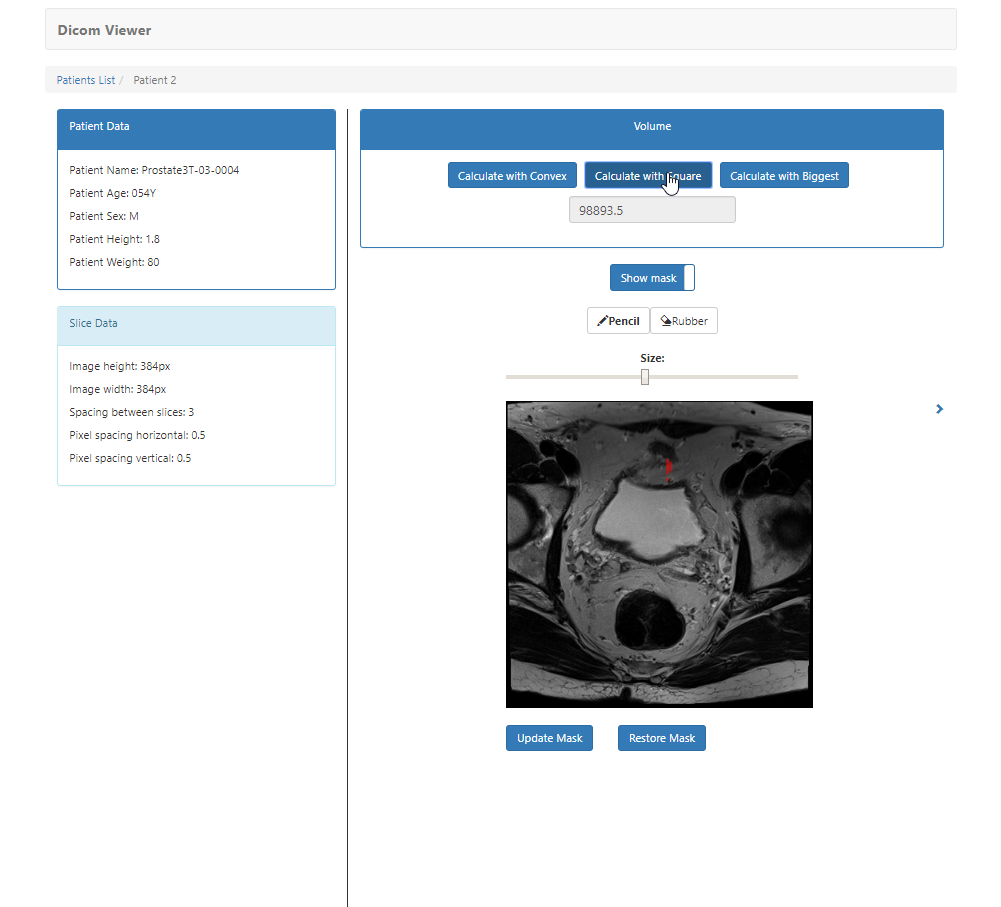 Dicom Viewer
Patients List / Patient 2
Patient Data
Patient Name: Prostate3T-03-0004
Patient Age: 054Y
Patient Sex: M
Patient Height: 1.8
Patient Weight: 80
Slice Data
Image height: 384px
Image width: 384px
Spacing between slices: 3
Pixel spacing horizontal: 0.5
Pixel spacing vertical: 0.5
Volume
Calculate with Convex
Calculate with Square
Calculate with Biggest
98893.5
Show mask
Pencil
Rubber
Size:
Update Mask
Restore Mask